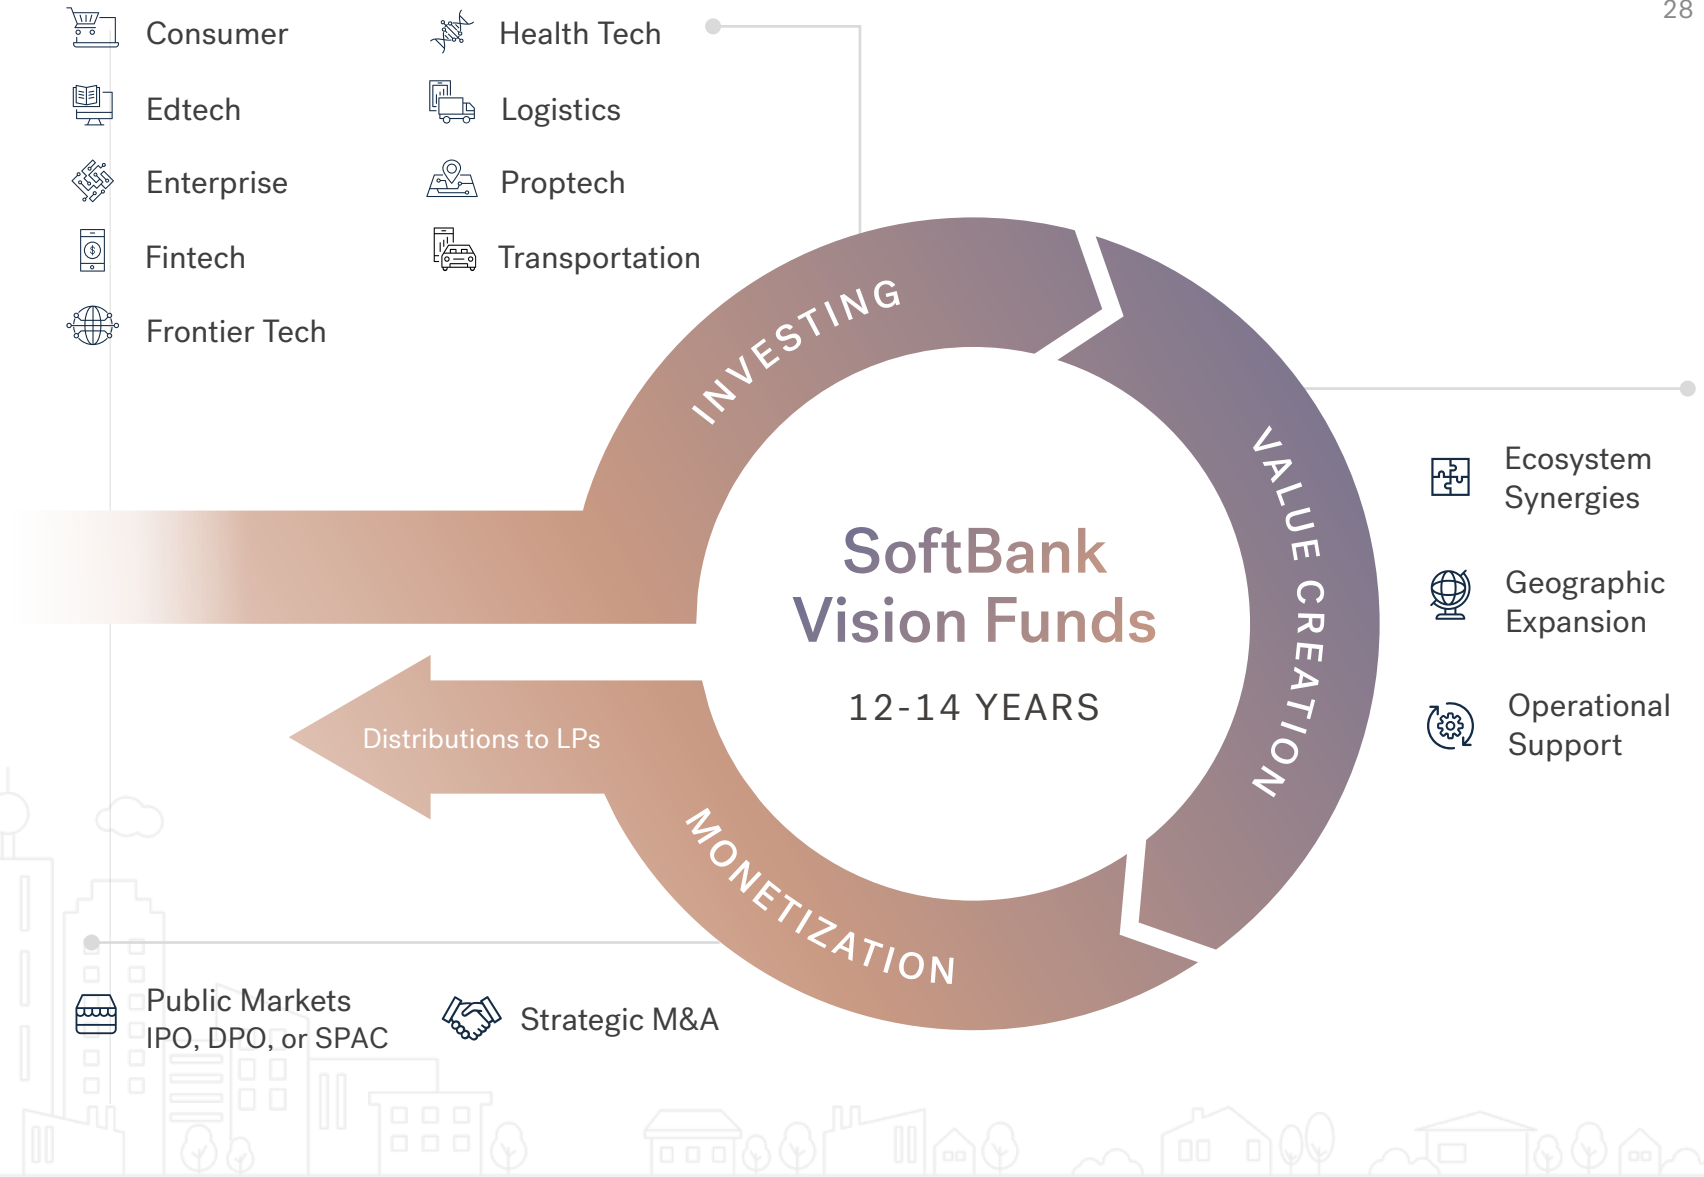 28
Consumer
Edtech
Enterprise
Fintech
Frontier Tech
Health Tech
Logistics
Proptech
Transportation
INVESTING
VALUE CREATION
Ecosystem
Synergies
Geographic
Expansion
Operational
Support
SoftBank
Vision Funds
12-14 YEARS
Distributions to LPs
MONETIZATION
Public Markets
IPO, DPO, or SPAC
Strategic M&A